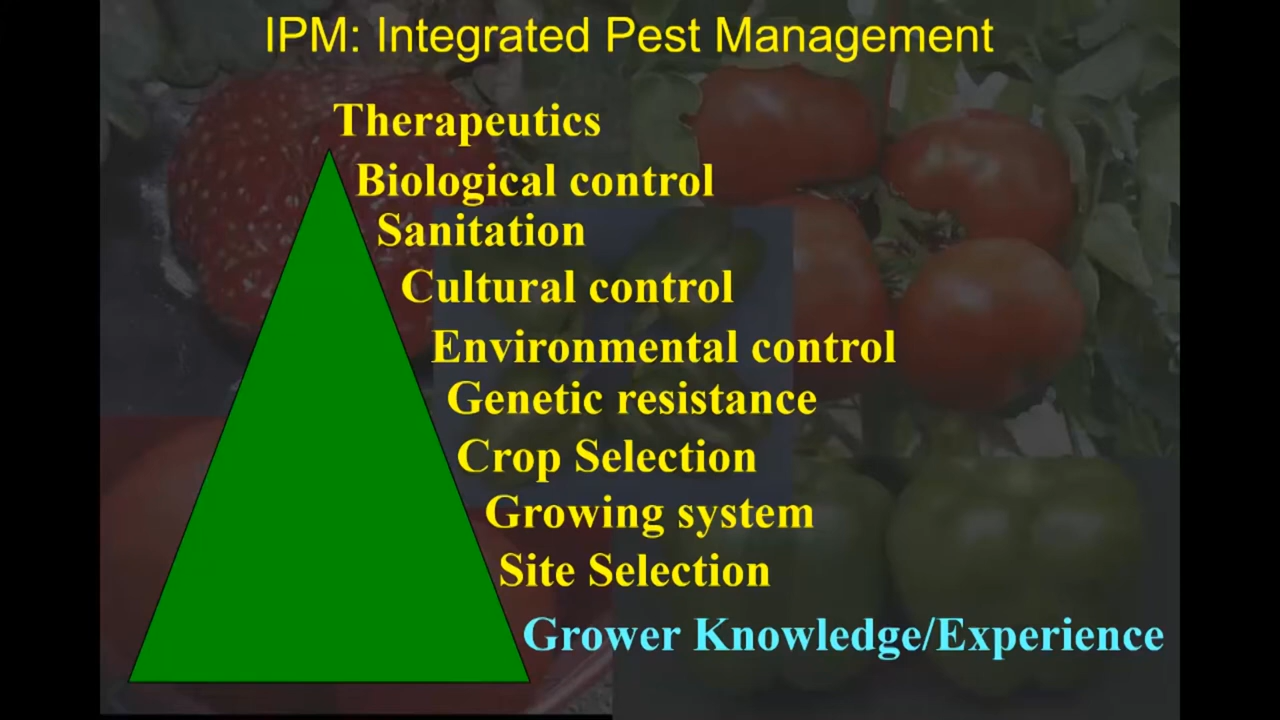 IPM: Integrated Pest Management
Therapeutics
Biological control
Sanitation
Cultural control
Environmental control
Genetic resistance
Crop Selection
Growing system
Site Selection
Grower Knowledge/Experience